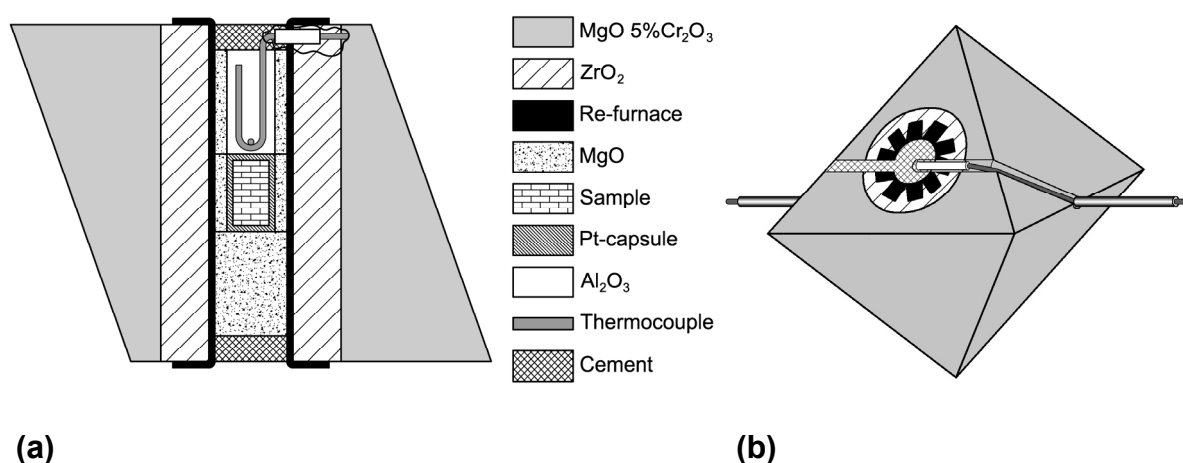 MgO 5%Cr₂O₃
ZrO₂
Re-furnace
MgO
Sample
Pt-capsule
Al₂O₃
Thermocouple
Cement
(a)
(b)